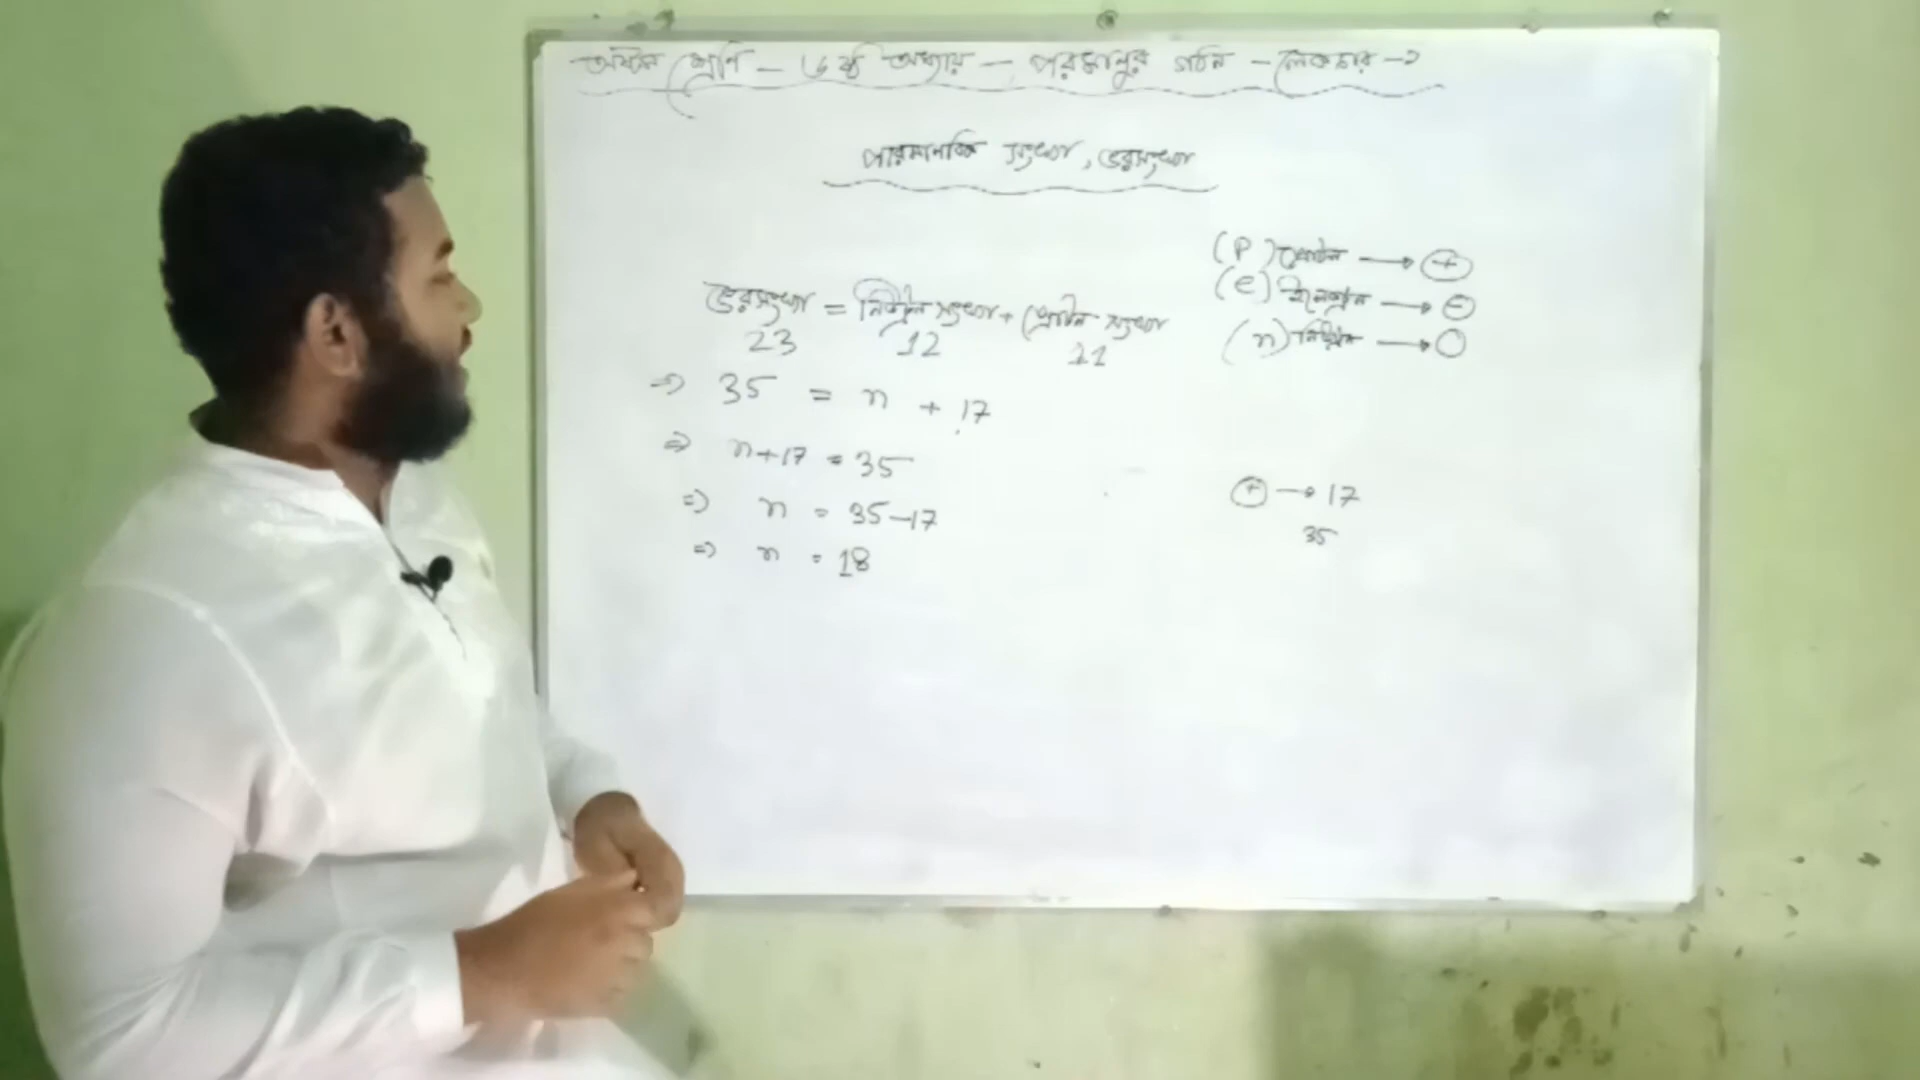 অষ্টম শ্রেণি - ৬ষ্ঠ অধ্যায় - পরমাণুর গঠন - লেকচার - ২
পারমাণবিক সংখ্যা, ভরসংখ্যা
(P) প্রোটন → +
(e) ইলেকট্রন → -
(n) নিউট্রন → ○
ভরসংখ্যা = নিউট্রন সংখ্যা + প্রোটন সংখ্যা
23 12 11
⇒ 35 = n + 17
⇒ n+17 = 35
⇒ n = 35-17
⇒ n = 18
+ → 17
35